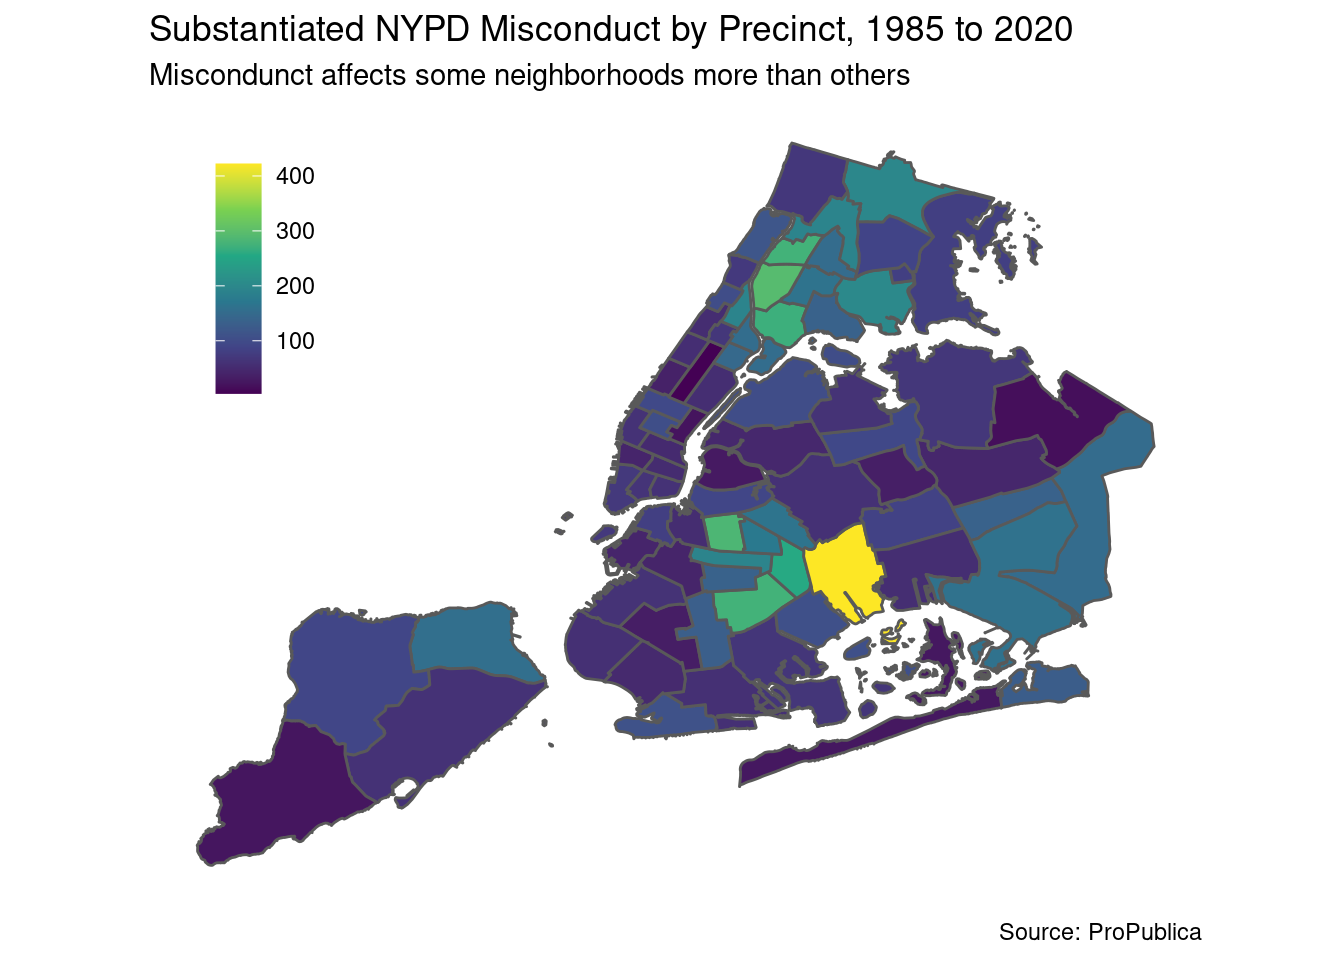 Substantiated NYPD Misconduct by Precinct, 1985 to 2020
Miscondunct affects some neighborhoods more than others
400
300
200
100
Source: ProPublica